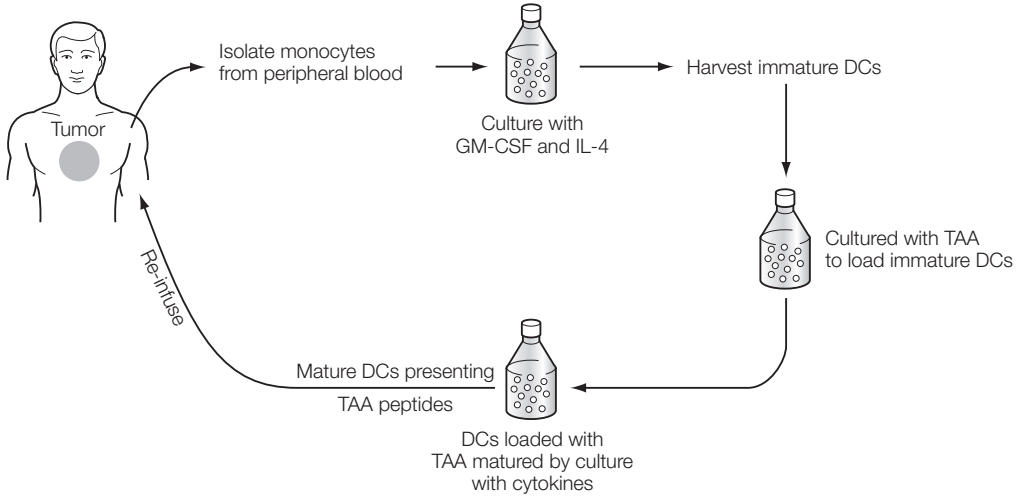 Tumor
Isolate monocytes
from peripheral blood
Culture with
GM-CSF and IL-4
Harvest immature DCs
Cultured with TAA
to load immature DCs
DCs loaded with
TAA matured by culture
with cytokines
Mature DCs presenting
TAA peptides
Re-infuse